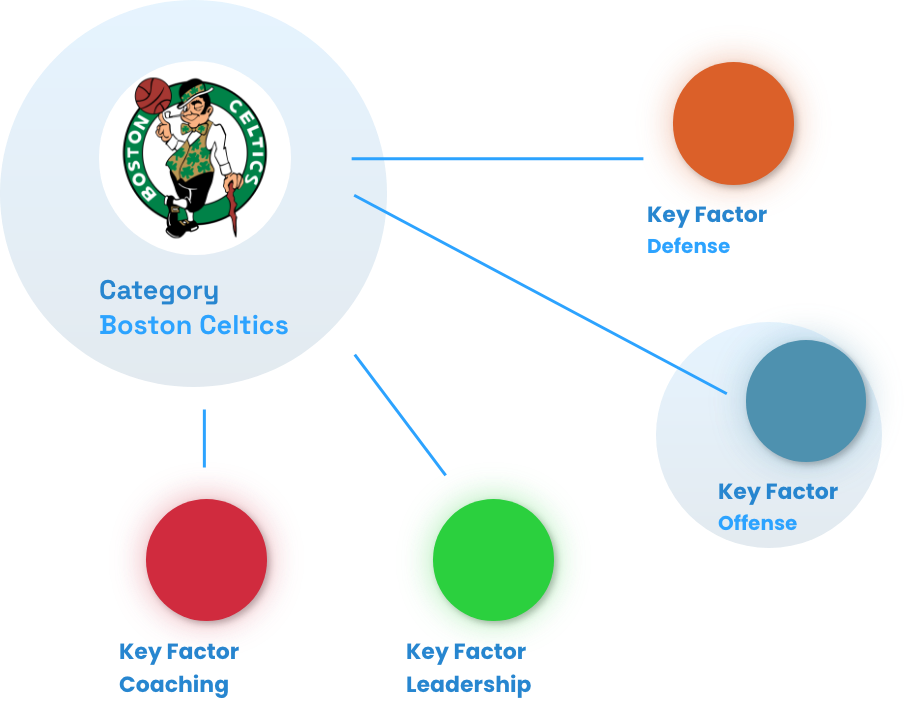 BOSTON CELTICS
Category
Boston Celtics
Key Factor
Defense
Key Factor
Offense
Key Factor
Coaching
Key Factor
Leadership